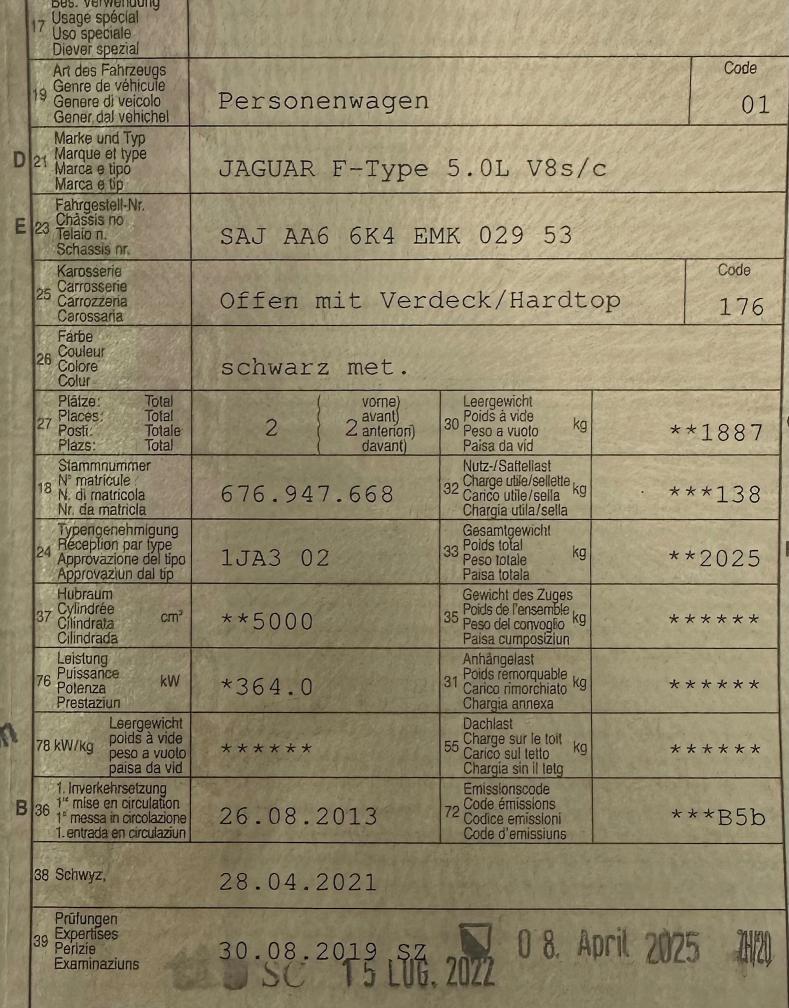 Bes. Verwendung
17 Usage spécial
Uso speciale
Diever spezial
Art des Fahrzeugs
19 Genre de véhicule
Genere di veicolo
Gener dal vehichel
Personenwagen
Code
01
Marke und Typ
D 21 Marque et type
Marca e tipo
Marca e tip
JAGUAR F-Type 5.0L V8s/c
Fahrgestell-Nr.
E 23 Châssis no
Telaio n.
Schassis nr.
SAJ AA6 6K4 EMK 029 53
Karosserie
25 Carrosserie
Carrozzeria
Carossaria
Offen mit Verdeck/Hardtop
Code
176
Farbe
26 Couleur
Colore
Colur
schwarz met.
Plätze: Total
27 Places: Total
Posti: Totale
Plazs: Total
2
( vorne)
( avant)
2 anteriori)
( davant)
Leergewicht
30 Poids à vide kg
Peso a vuoto
Paisa da vid
**1887
Stammnummer
18 N° matricule
N. di matricola
Nr. da matricla
676.947.668
Nutz-/Sattellast
32 Charge utile/sellette kg
Carico utile/sella
Chargia utila/sella
***138
Typengenehmigung
24 Réception par type
Approvazione del tipo
Approvaziun dal tip
1JA3 02
Gesamtgewicht
33 Poids total kg
Peso totale
Paisa totala
**2025
Hubraum
37 Cylindrée cm³
Cilindrata
Cilindrada
**5000
Gewicht des Zuges
35 Poids de l'ensemble kg
Peso del convoglio
Paisa cumposiziun
******
Leistung
76 Puissance kW
Potenza
Prestaziun
*364.0
Anhängelast
31 Poids remorquable kg
Carico rimorchiato
Chargia annexa
******
Leergewicht
78 kW/kg poids à vide
peso a vuoto
paisa da vid
******
Dachlast
55 Charge sur le toit kg
Carico sul tetto
Chargia sin il tetg
******
1. Inverkehrsetzung
B 36 1re mise en circulation
1a messa in circolazione
1. entrada en circulaziun
26.08.2013
Emissionscode
72 Code émissions
Codice emissioni
Code d'emissiuns
***B5b
38 Schwyz,
28.04.2021
Prüfungen
39 Expertises
Perizie
Examinaziuns
30.08.2019 SZ
08. April 2025 ZH/20
SC 15 LUG. 2022